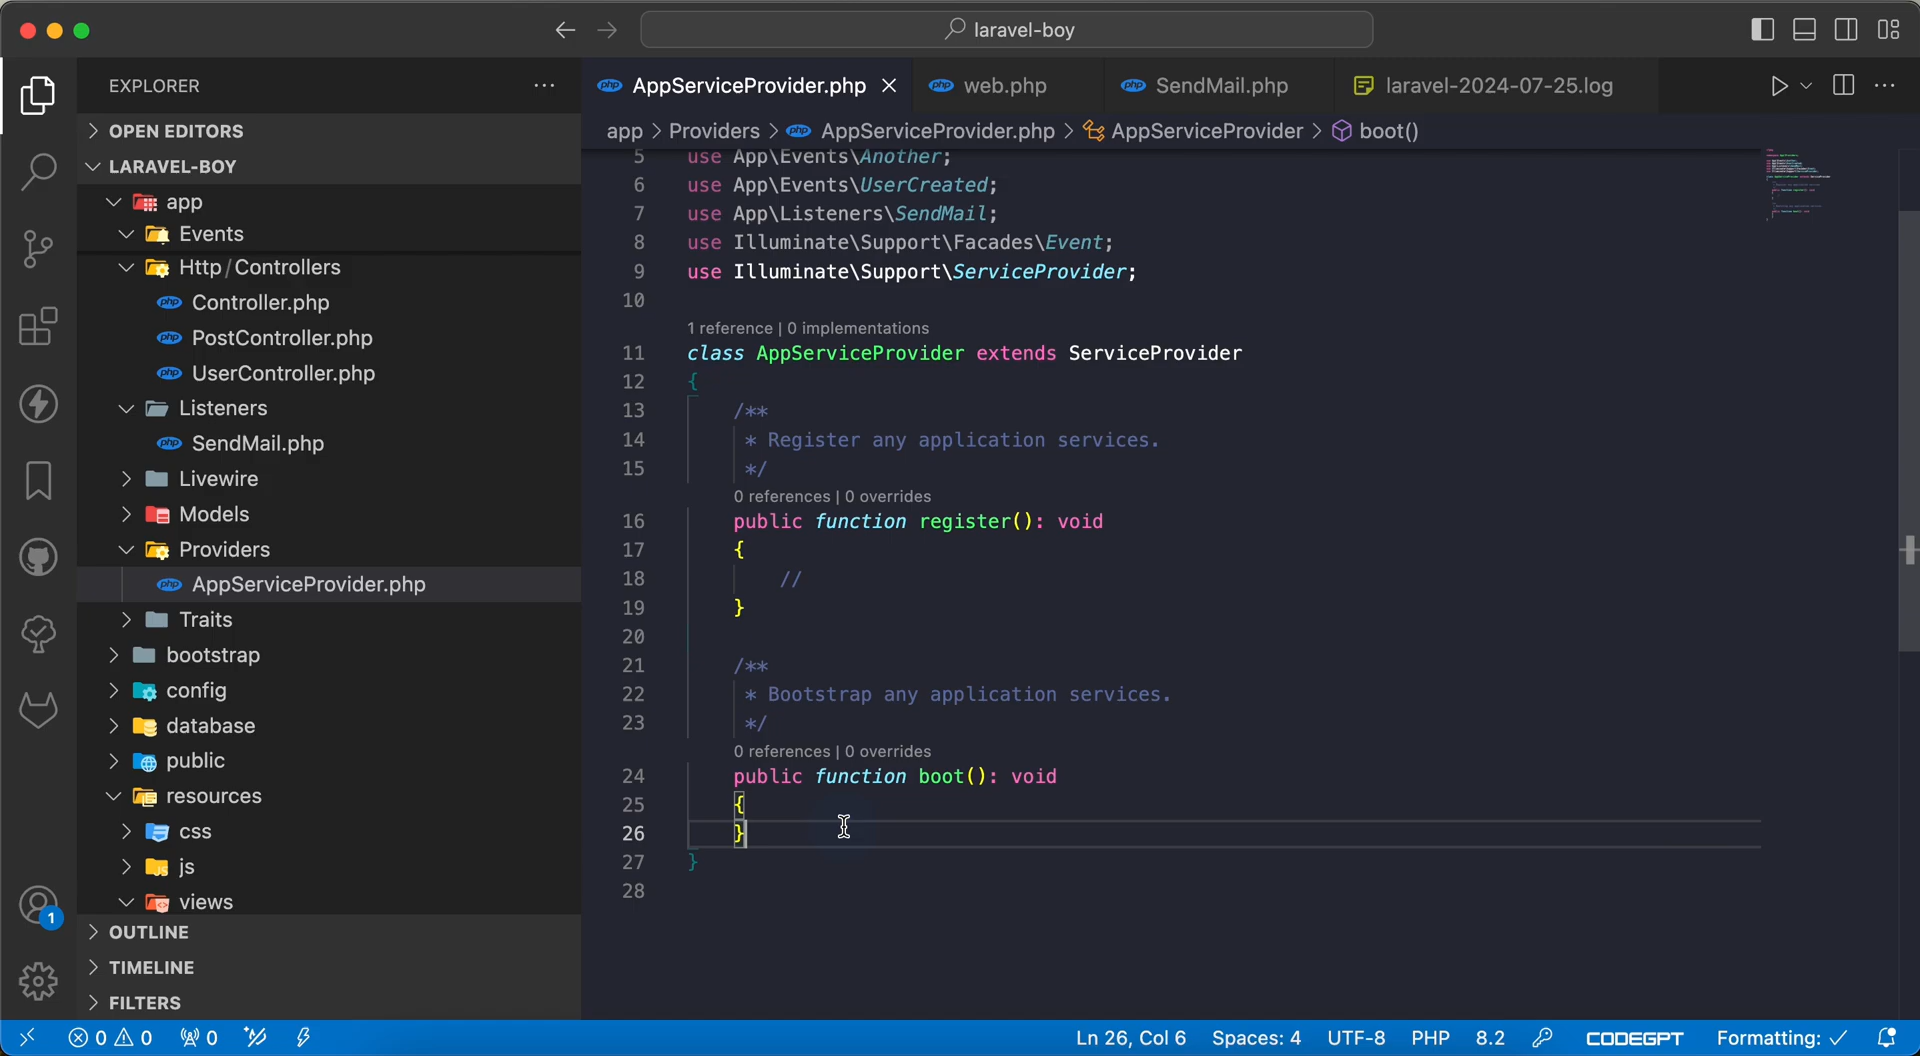 laravel-boy
EXPLORER
AppServiceProvider.php
web.php
SendMail.php
laravel-2024-07-25.log
OPEN EDITORS
app > Providers > AppServiceProvider.php > AppServiceProvider > boot()
LARAVEL-BOY
app
Events
Http/Controllers
Controller.php
PostController.php
UserController.php
Listeners
SendMail.php
Livewire
Models
Providers
AppServiceProvider.php
Traits
bootstrap
config
database
public
resources
css
js
views
OUTLINE
TIMELINE
FILTERS
5 use App\Events\Another;
6 use App\Events\UserCreated;
7 use App\Listeners\SendMail;
8 use Illuminate\Support\Facades\Event;
9 use Illuminate\Support\ServiceProvider;
10
1 reference | 0 implementations
11 class AppServiceProvider extends ServiceProvider
12 {
13 /**
14 * Register any application services.
15 */
0 references | 0 overrides
16 public function register(): void
17 {
18 //
19 }
20
21 /**
22 * Bootstrap any application services.
23 */
0 references | 0 overrides
24 public function boot(): void
25 {
26 }
27 }
28
1
0 0 0 Ln 26, Col 6 Spaces: 4 UTF-8 PHP 8.2 CODEGPT Formatting: ✓